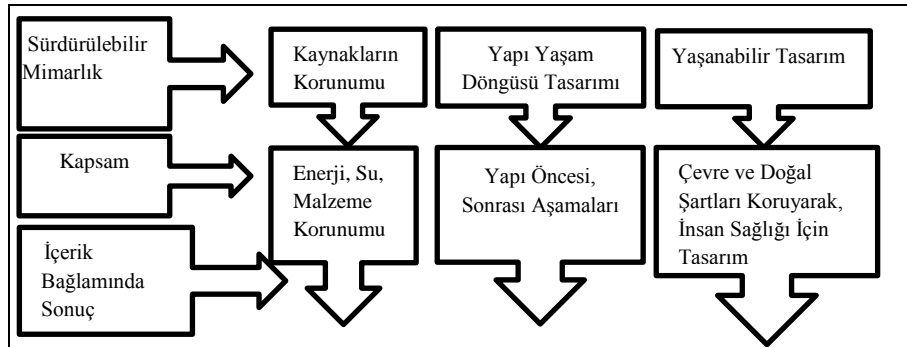 Sürdürülebilir
Mimarlık
Kaynakların
Korunumu
Yapı Yaşam
Döngüsü Tasarımı
Yaşanabilir Tasarım
Kapsam
Enerji, Su,
Malzeme
Korunumu
Yapı Öncesi,
Sonrası Aşamaları
Çevre ve Doğal
Şartları Koruyarak,
İnsan Sağlığı İçin
Tasarım
İçerik
Bağlamında
Sonuç